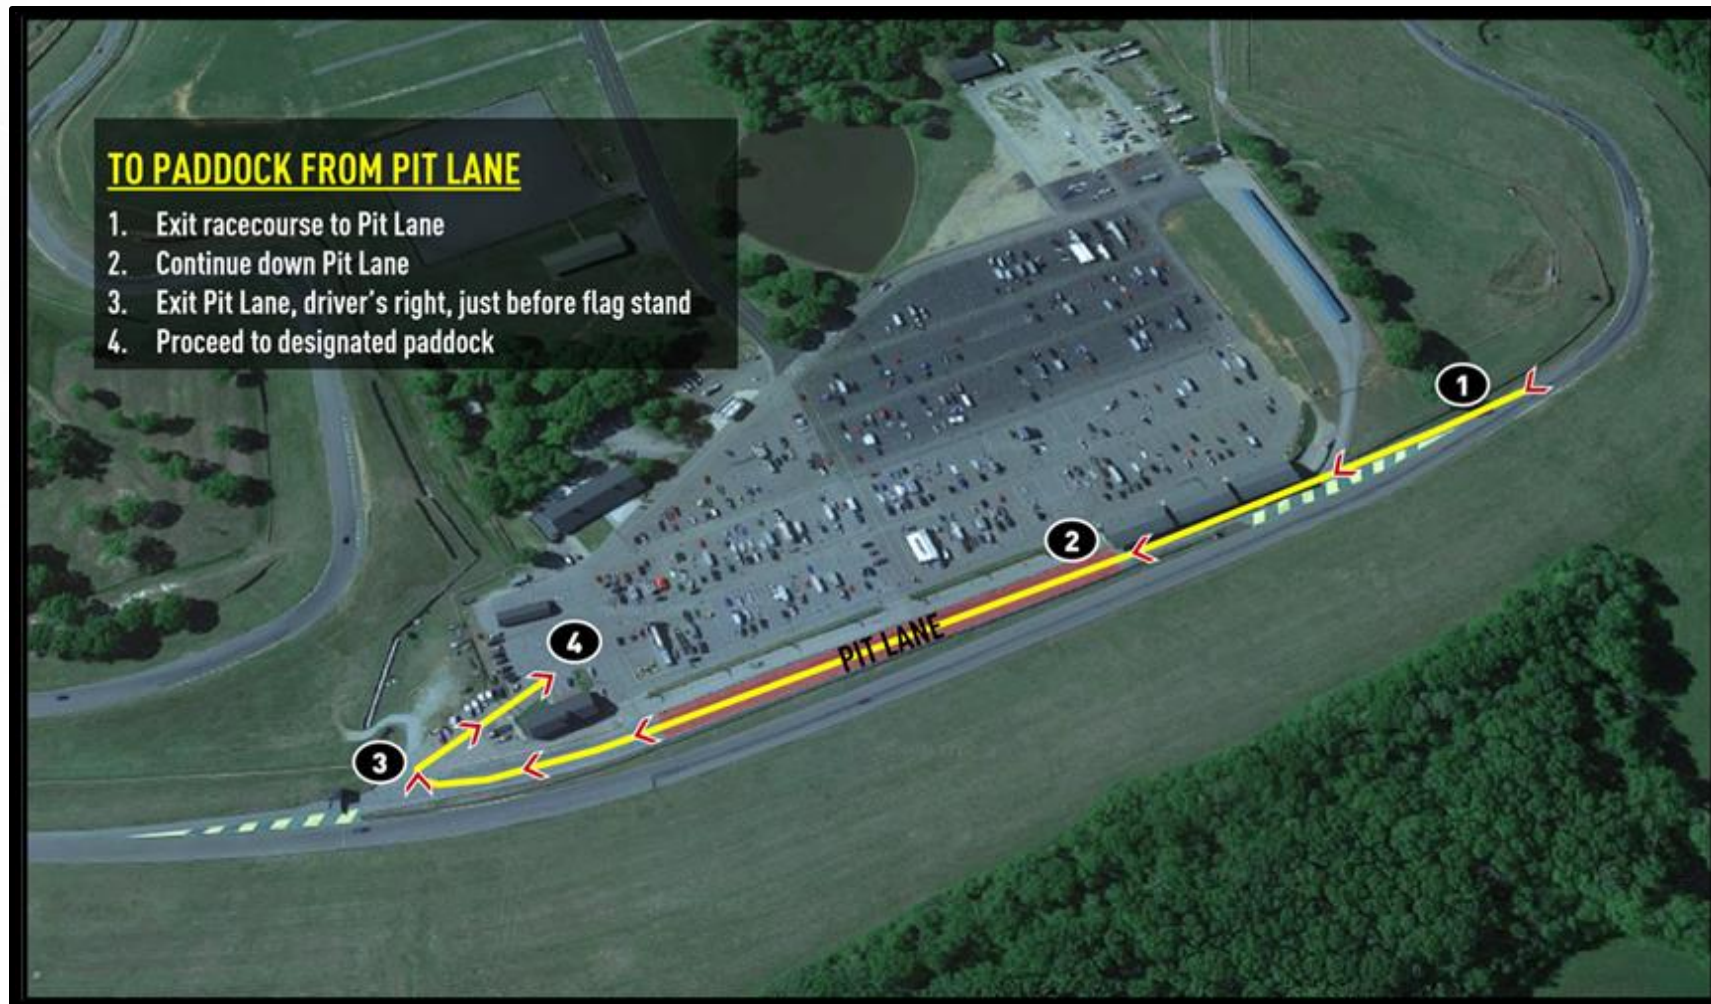 TO PADDOCK FROM PIT LANE
1. Exit racecourse to Pit Lane
2. Continue down Pit Lane
3. Exit Pit Lane, driver's right, just before flag stand
4. Proceed to designated paddock
1
2
PIT LANE
4
3